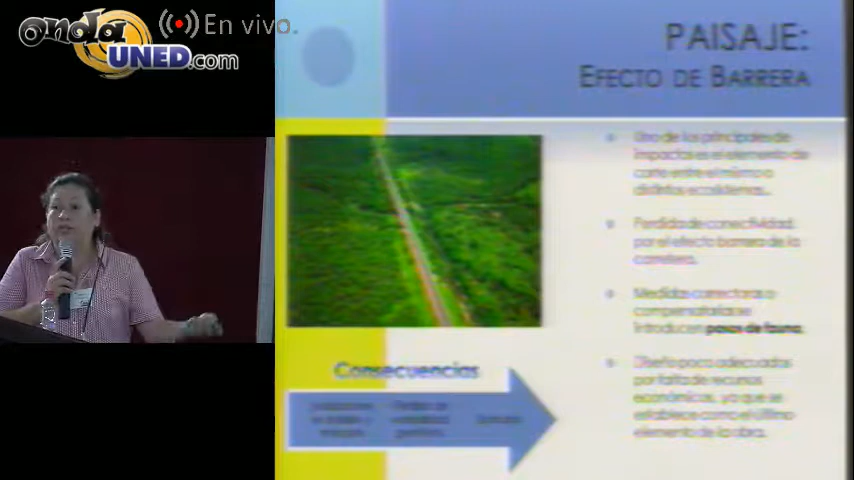 onda
UNED.com
En vivo.
PAISAJE:
EFECTO DE BARRERA
Uno de los principales de
impactos es el elemento de
corte entre el mismo o
distintos ecosistemas.
Perdida de conectividad
por el efecto barrera de la
carretera.
Medidas correctoras o
compensatorias se
introducen pasos de fauna.
Diseño poco adecuados
por falta de recursos
económicos, ya que se
establece como el último
elemento de la obra.
Consecuencias